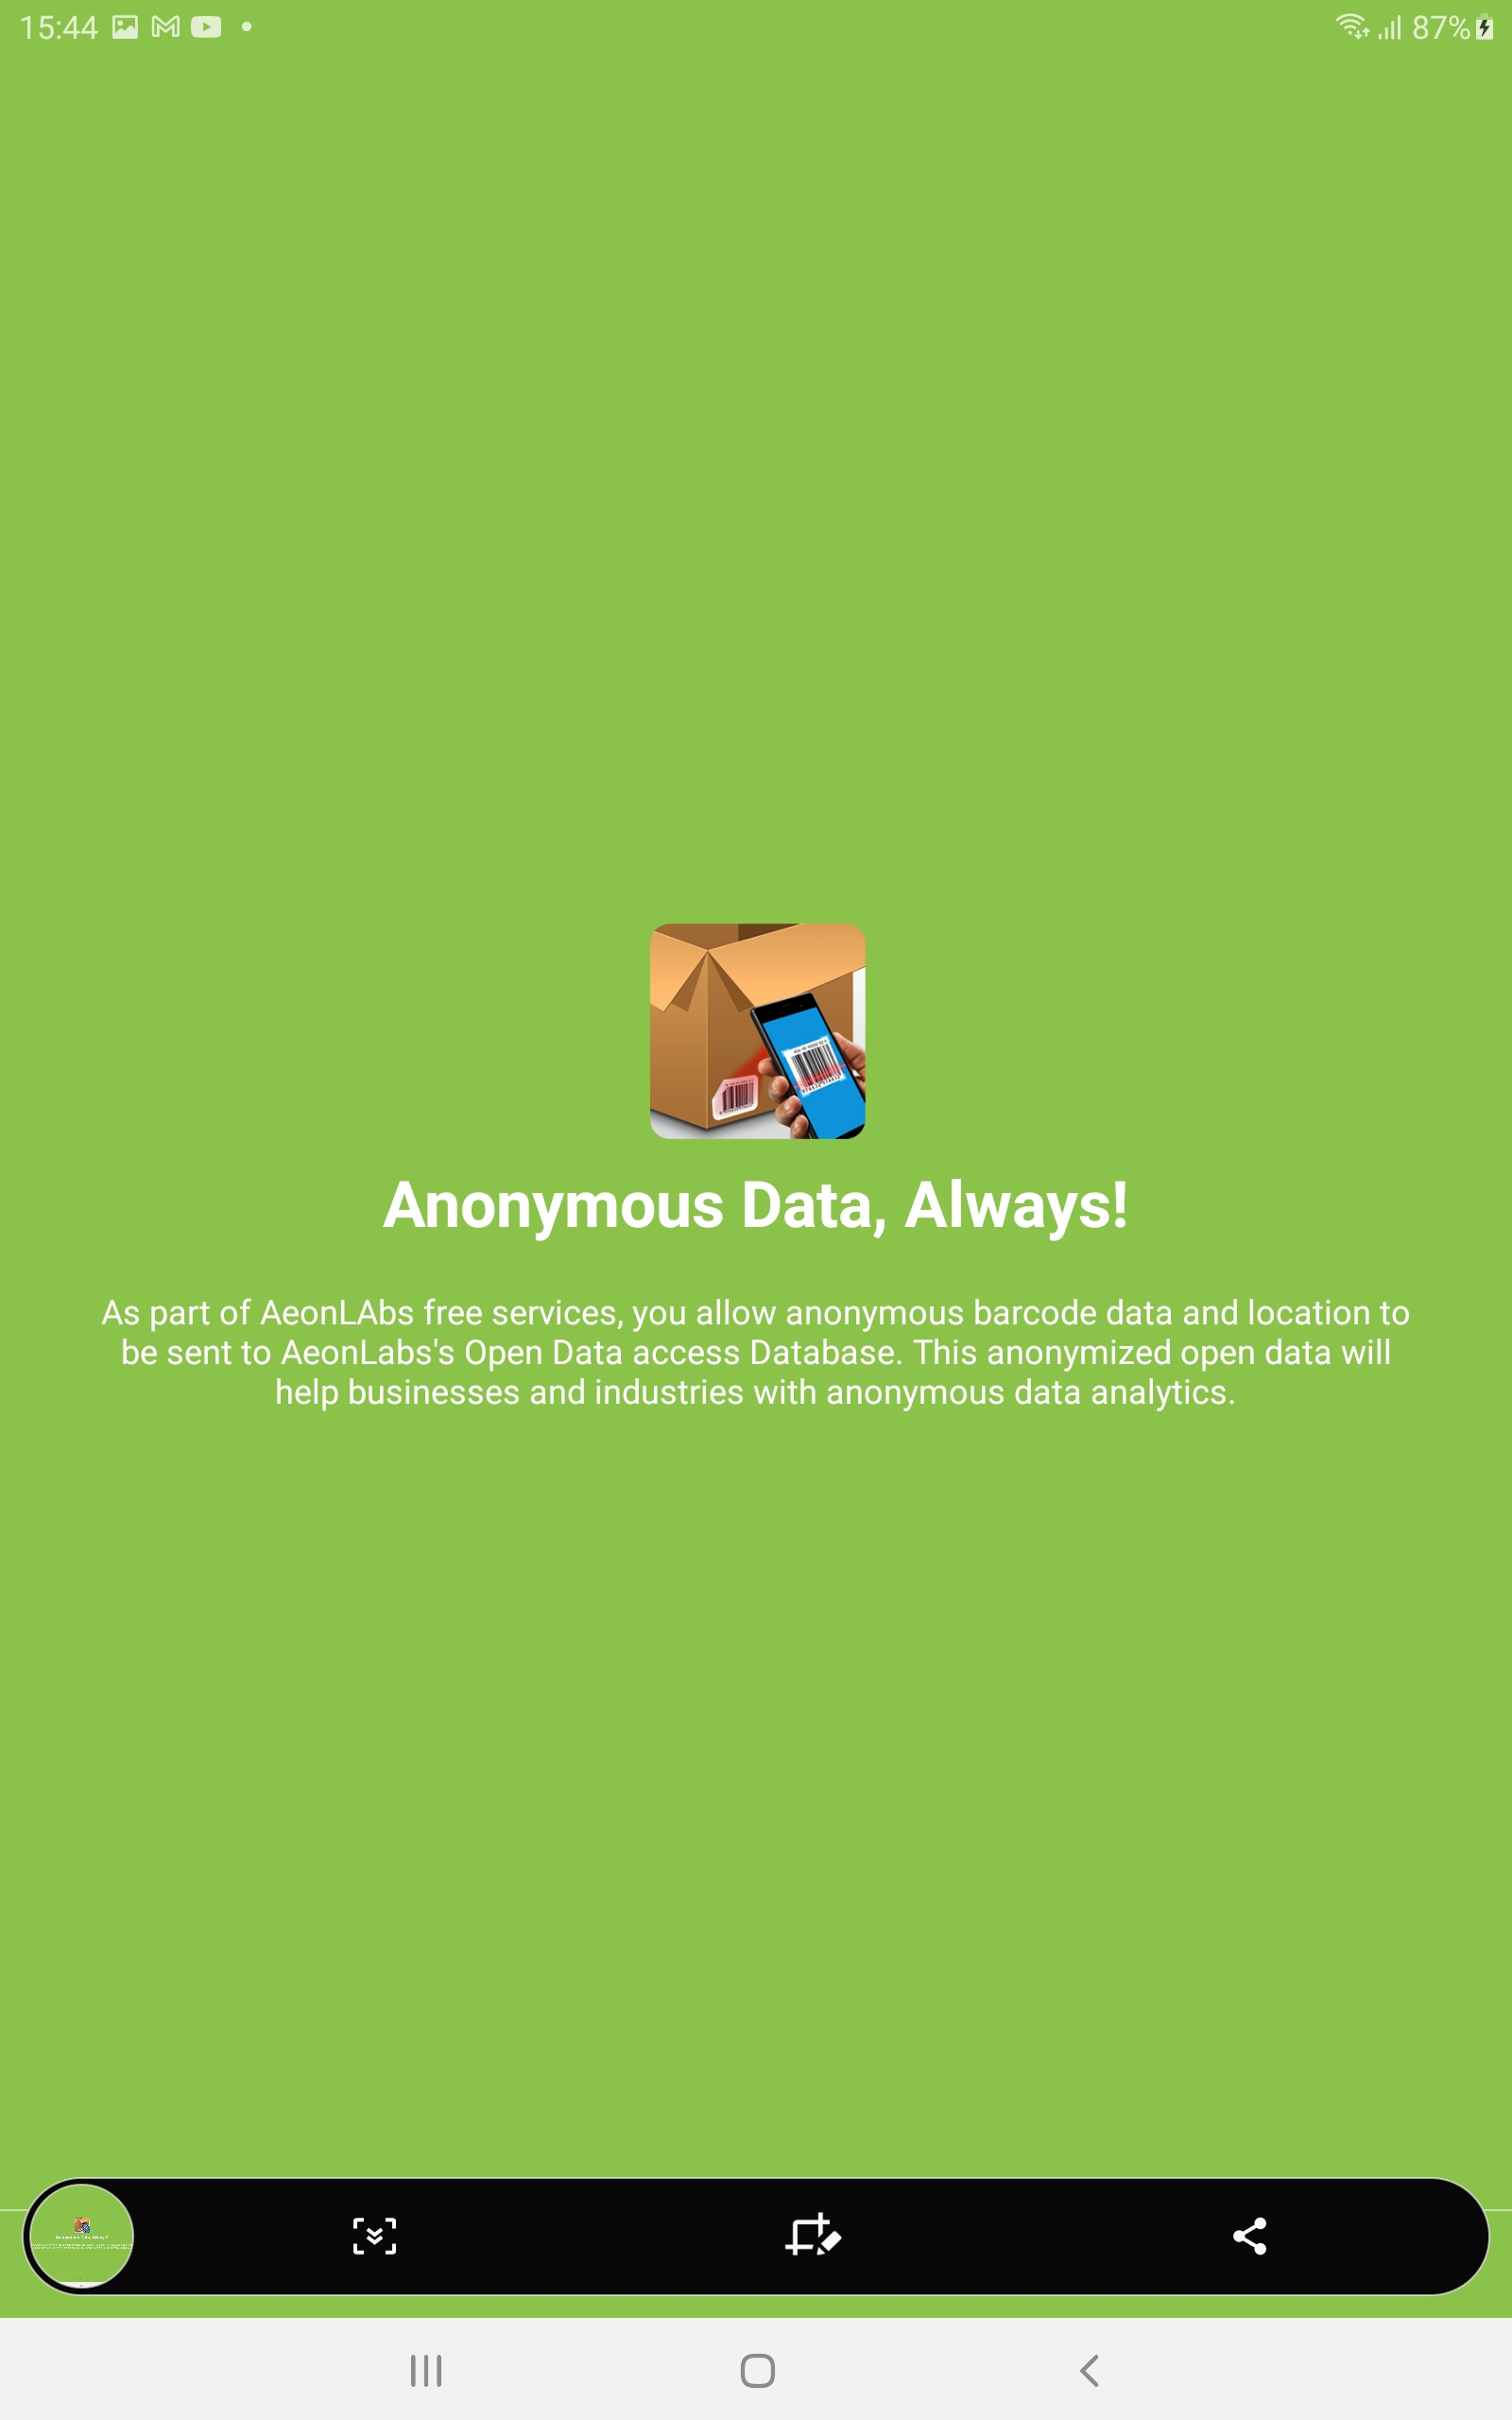 15:44
87%
Anonymous Data, Always!
As part of AeonLAbs free services, you allow anonymous barcode data and location to
be sent to AeonLabs's Open Data access Database. This anonymized open data will
help businesses and industries with anonymous data analytics.